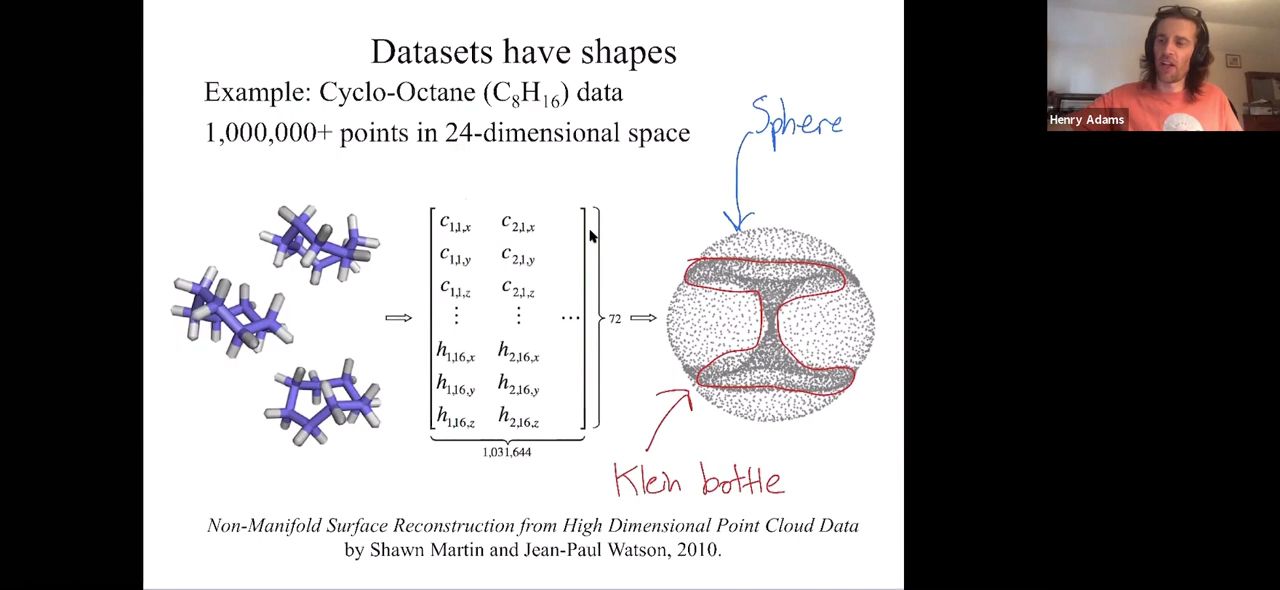 Datasets have shapes
Example: Cyclo-Octane (C₈H₁₆) data
1,000,000+ points in 24-dimensional space
Sphere
Henry Adams
c₁,₁,ₓ c₂,₁,ₓ
c₁,₁,y c₂,₁,y
c₁,₁,z c₂,₁,z
⋮ ⋮ ⋯ 72
h₁,₁₆,ₓ h₂,₁₆,ₓ
h₁,₁₆,y h₂,₁₆,y
h₁,₁₆,z h₂,₁₆,z
1,031,644
Klein bottle
Non-Manifold Surface Reconstruction from High Dimensional Point Cloud Data
by Shawn Martin and Jean-Paul Watson, 2010.